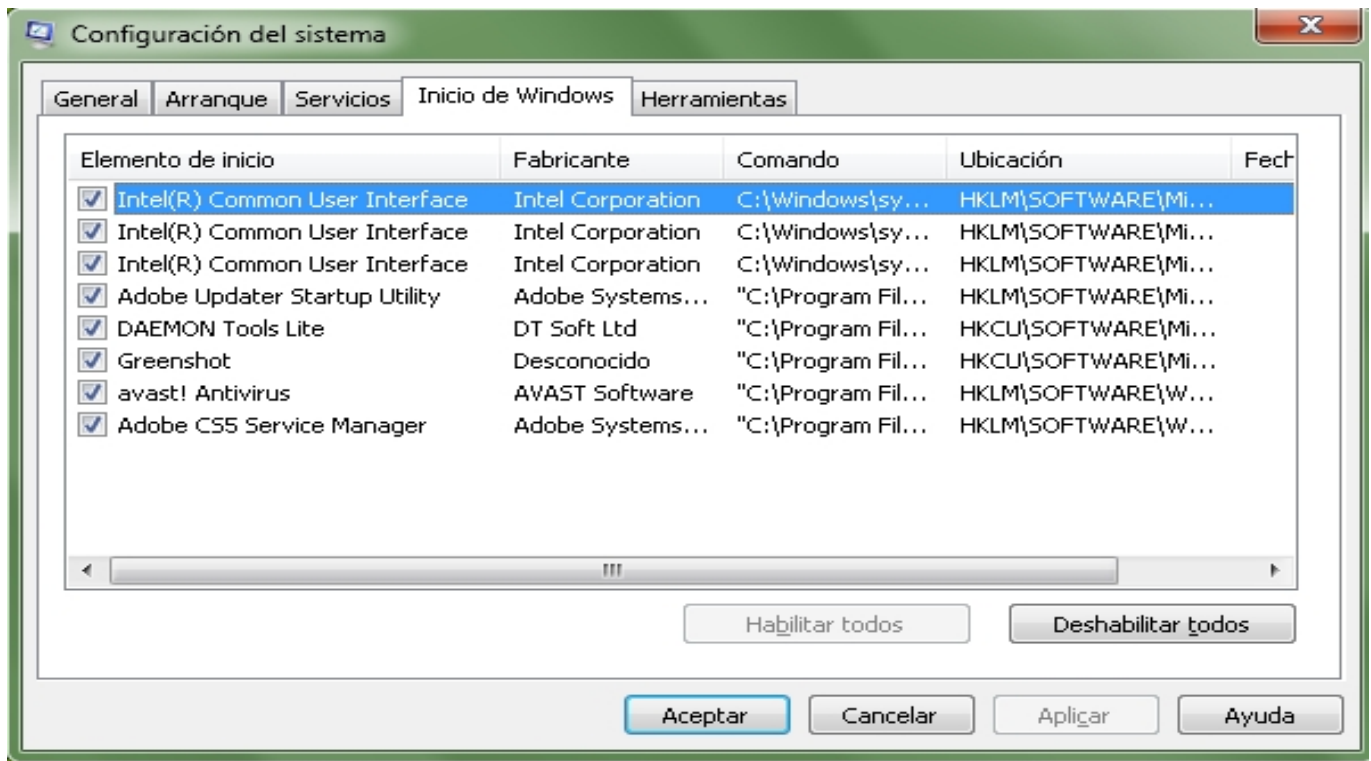 Configuración del sistema
General Arranque Servicios Inicio de Windows Herramientas
Elemento de inicio Fabricante Comando Ubicación Fech
Intel(R) Common User Interface Intel Corporation C:\Windows\sy... HKLM\SOFTWARE\Mi...
Intel(R) Common User Interface Intel Corporation C:\Windows\sy... HKLM\SOFTWARE\Mi...
Intel(R) Common User Interface Intel Corporation C:\Windows\sy... HKLM\SOFTWARE\Mi...
Adobe Updater Startup Utility Adobe Systems... "C:\Program Fil... HKLM\SOFTWARE\Mi...
DAEMON Tools Lite DT Soft Ltd "C:\Program Fil... HKCU\SOFTWARE\Mi...
Greenshot Desconocido "C:\Program Fil... HKCU\SOFTWARE\Mi...
avast! Antivirus AVAST Software "C:\Program Fil... HKLM\SOFTWARE\W...
Adobe CS5 Service Manager Adobe Systems... "C:\Program Fil... HKLM\SOFTWARE\W...
Habilitar todos Deshabilitar todos
Aceptar Cancelar Aplicar Ayuda